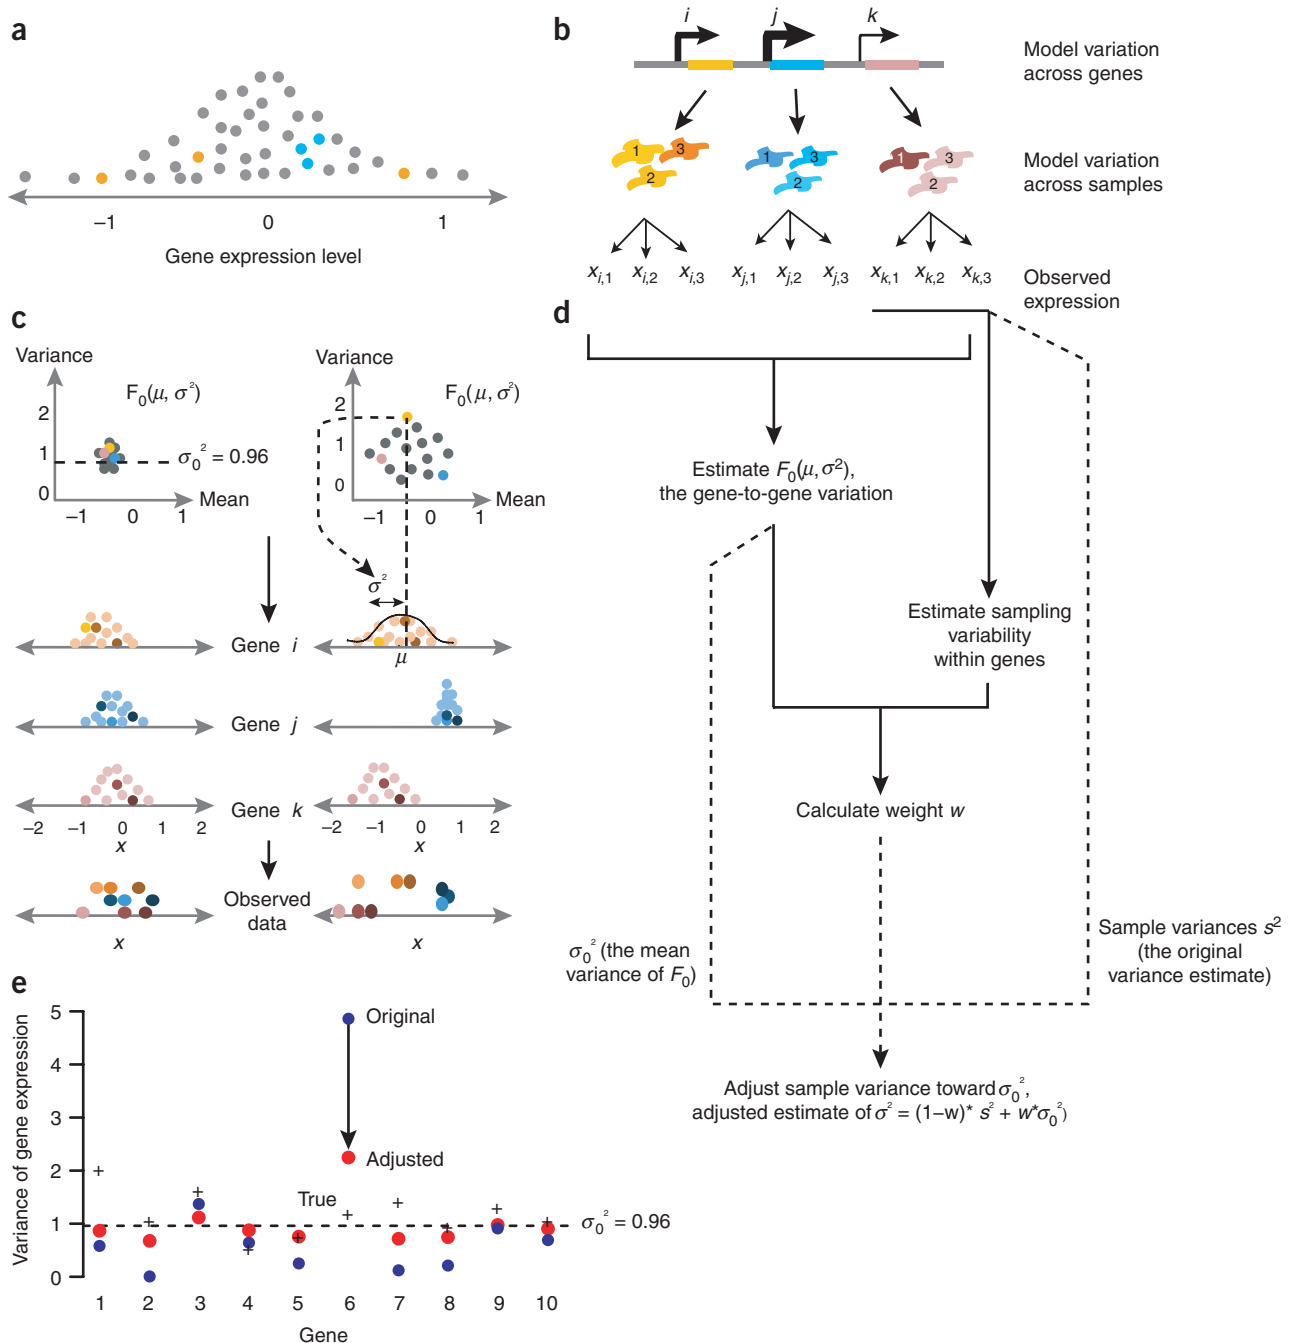 a
−1 0 1
Gene expression level
b
i j k
Model variation
across genes
1 3 2
1 3 2
1 3 2
Model variation
across samples
x_{i,1} x_{i,2} x_{i,3} x_{j,1} x_{j,2} x_{j,3} x_{k,1} x_{k,2} x_{k,3}
Observed
expression
c
Variance
F₀(μ, σ²)
2
1
0
σ₀² = 0.96
Mean
−1 0 1
Variance
F₀(μ, σ²)
2
1
0
−1 0 1
Mean
σ²
μ
Gene i
Gene j
Gene k
−2 −1 0 1 2
x
−2 −1 0 1 2
x
Observed
data
x
x
d
Estimate F₀(μ, σ²),
the gene-to-gene variation
Estimate sampling
variability
within genes
Calculate weight w
σ₀² (the mean
variance of F₀)
Sample variances s²
(the original
variance estimate)
Adjust sample variance toward σ₀²,
adjusted estimate of σ² = (1−w)* s² + w*σ₀²)
e
Variance of gene expression
5
4
3
2
1
0
Original
Adjusted
True
σ₀² = 0.96
1 2 3 4 5 6 7 8 9 10
Gene